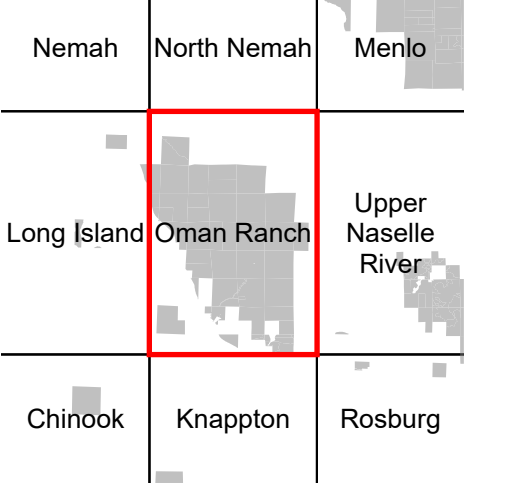 Nemah
North Nemah
Menlo
Long Island
Oman Ranch
Upper
Naselle
River
Chinook
Knappton
Rosburg